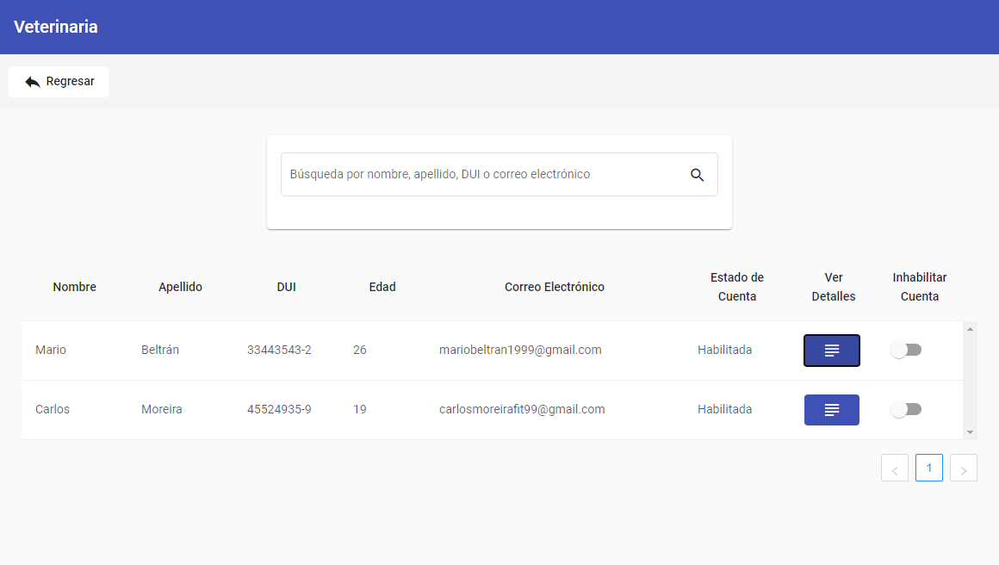 Veterinaria
Regresar
Búsqueda por nombre, apellido, DUI o correo electrónico
Nombre Apellido DUI Edad Correo Electrónico Estado de Cuenta Ver Detalles Inhabilitar Cuenta
Mario Beltrán 33443543-2 26 mariobeltran1999@gmail.com Habilitada
Carlos Moreira 45524935-9 19 carlosmoreirafit99@gmail.com Habilitada
< 1 >